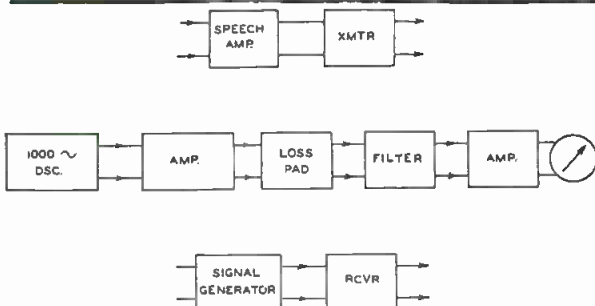 SPEECH
AMP.
XMTR
1000 ~
OSC.
AMP.
LOSS
PAD
FILTER
AMP.
SIGNAL
GENERATOR
RCVR